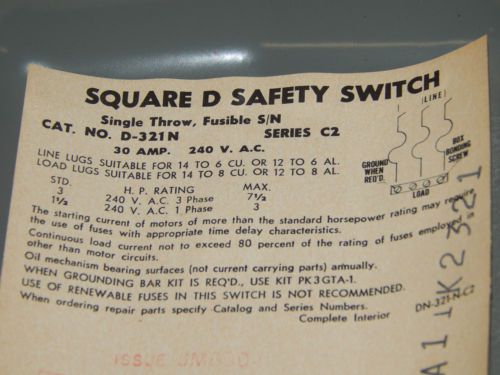 SQUARE D SAFETY SWITCH
Single Throw, Fusible S/N
CAT. NO. D-321N SERIES C2
30 AMP. 240 V. A.C.
LINE LUGS SUITABLE FOR 14 TO 6 CU. OR 12 TO 6 AL.
LOAD LUGS SUITABLE FOR 14 TO 8 CU. OR 12 TO 8 AL.
STD. H. P. RATING MAX.
3 240 V. A.C. 3 Phase 7½
1½ 240 V. A.C. 1 Phase 3
LINE
GROUND WHEN REQ'D.
BOX BONDING SCREW
LOAD
The starting current of motors of more than the standard horsepower rating may require
the use of fuses with appropriate time delay characteristics.
Continuous load current not to exceed 80 percent of the rating of fuses employed in
other than motor circuits.
Oil mechanism bearing surfaces (not current carrying parts) annually.
WHEN GROUNDING BAR KIT IS REQ'D., USE KIT PK3GTA-1.
USE OF RENEWABLE FUSES IN THIS SWITCH IS NOT RECOMMENDED.
When ordering repair parts specify Catalog and Series Numbers.
Complete Interior DN-321-N-C2
ISSUE